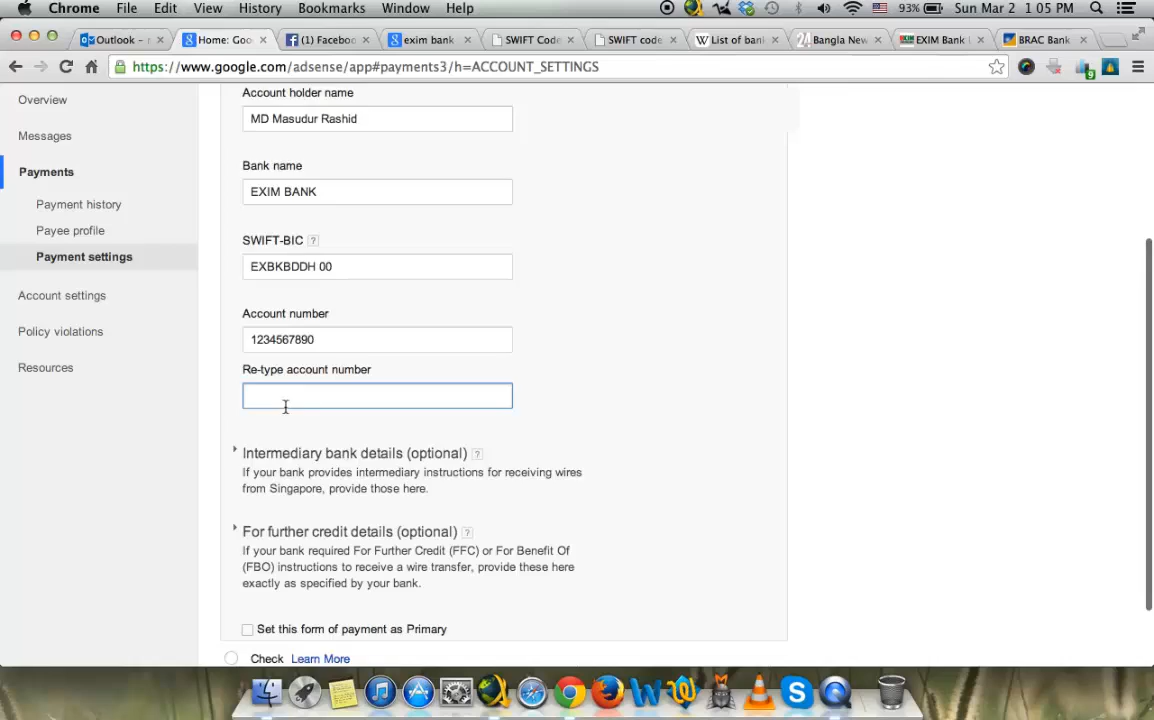 Chrome File Edit View History Bookmarks Window Help 93% Sun Mar 2 1:05 PM
Outlook – Home: Goo (1) Faceboo exim bank SWIFT Code SWIFT code List of ban Bangla New EXIM Bank BRAC Bank
https://www.google.com/adsense/app#payments3/h=ACCOUNT_SETTINGS
9
Overview
Messages
Payments
Payment history
Payee profile
Payment settings
Account settings
Policy violations
Resources
Account holder name
MD Masudur Rashid
Bank name
EXIM BANK
SWIFT-BIC ?
EXBKBDDH 00
Account number
1234567890
Re-type account number
Intermediary bank details (optional) ?
If your bank provides intermediary instructions for receiving wires
from Singapore, provide those here.
For further credit details (optional) ?
If your bank required For Further Credit (FFC) or For Benefit Of
(FBO) instructions to receive a wire transfer, provide these here
exactly as specified by your bank.
Set this form of payment as Primary
Check Learn More